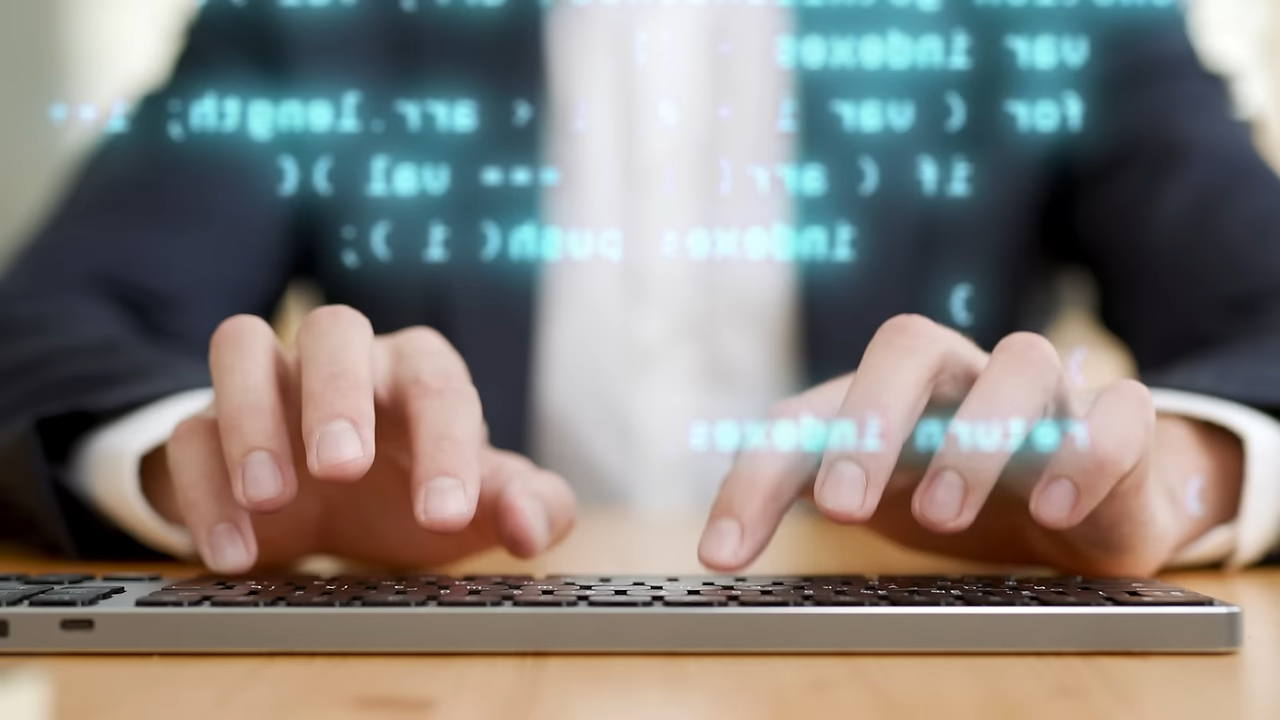 var indexes
for ( var i < arr.length; i++
if ( arr[ === val ) {
indexes push( i );
}
return indexes